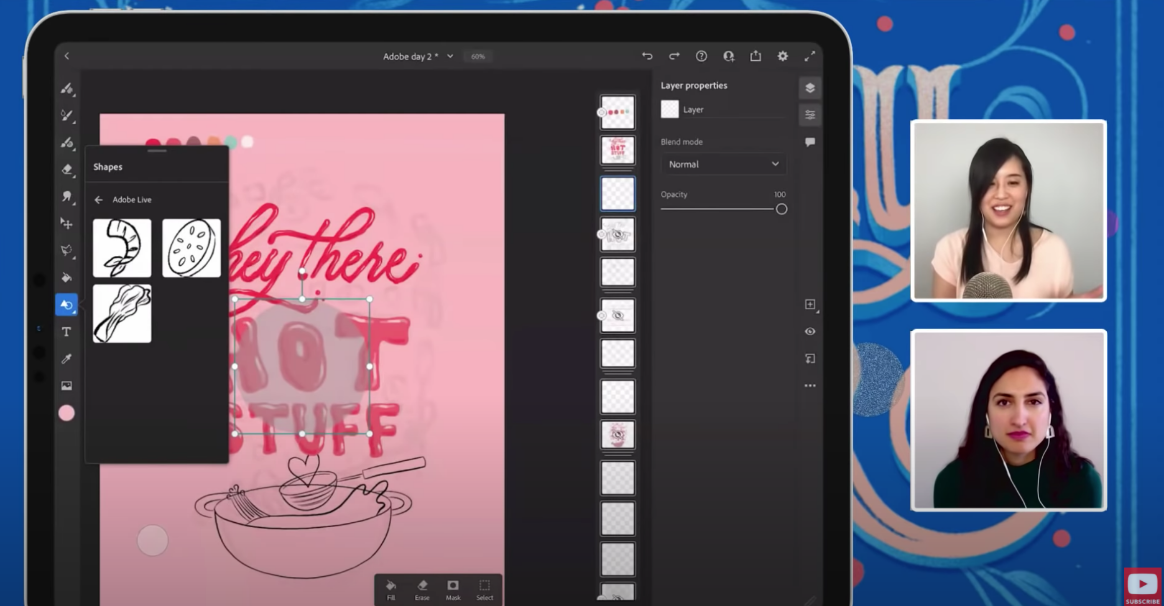 Adobe day 2 *
60%
Shapes
Adobe Live
Layer properties
Layer
Blend mode
Normal
Opacity
100
T
hey there
HOT
STUFF
Fill
Erase
Mask
Select
SUBSCRIBE